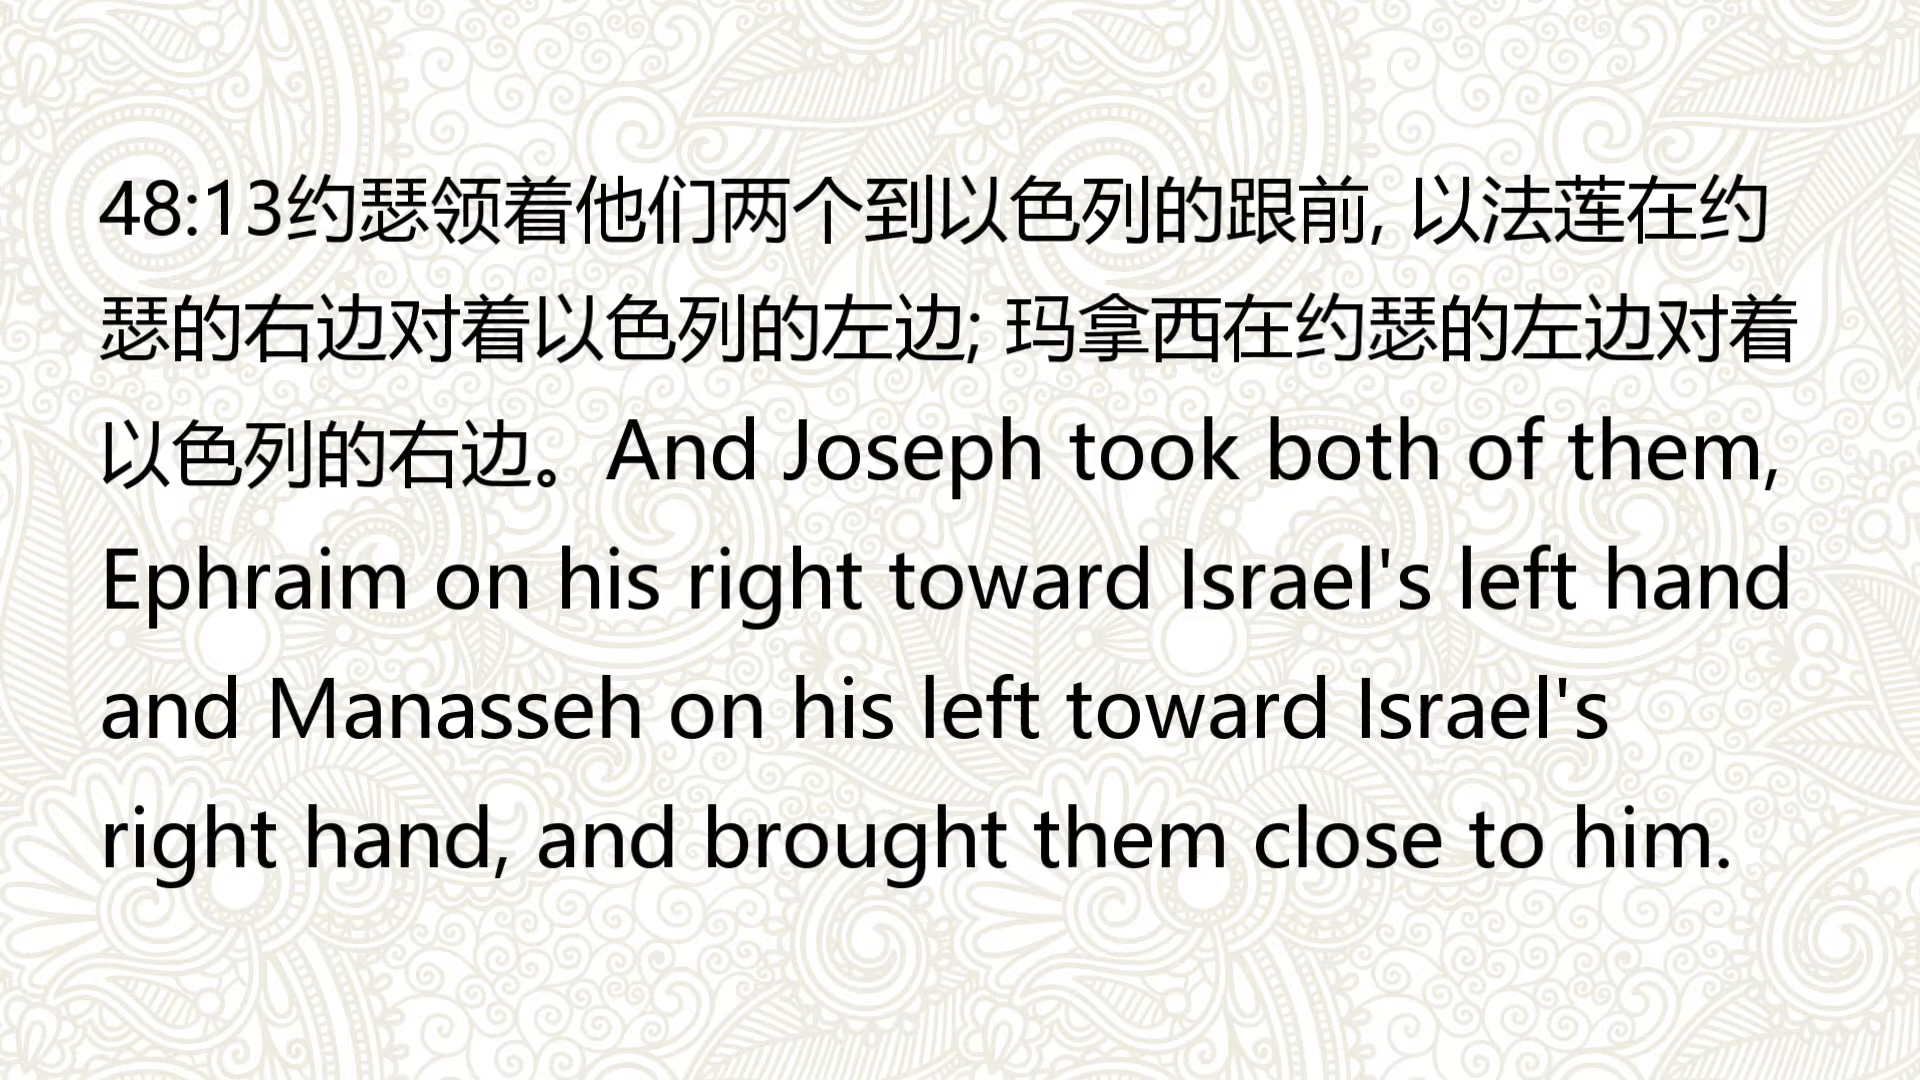 48:13约瑟领着他们两个到以色列的跟前, 以法莲在约
瑟的右边对着以色列的左边; 玛拿西在约瑟的左边对着
以色列的右边。And Joseph took both of them,
Ephraim on his right toward Israel's left hand
and Manasseh on his left toward Israel's
right hand, and brought them close to him.